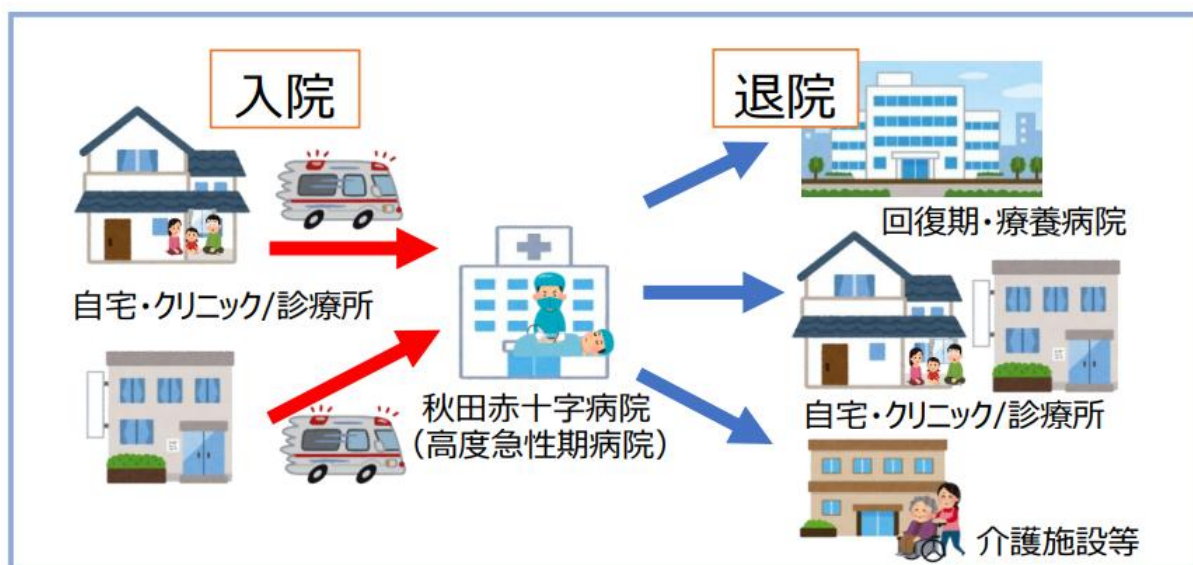 入院
退院
回復期・療養病院
自宅・クリニック/診療所
秋田赤十字病院
（高度急性期病院）
自宅・クリニック/診療所
介護施設等